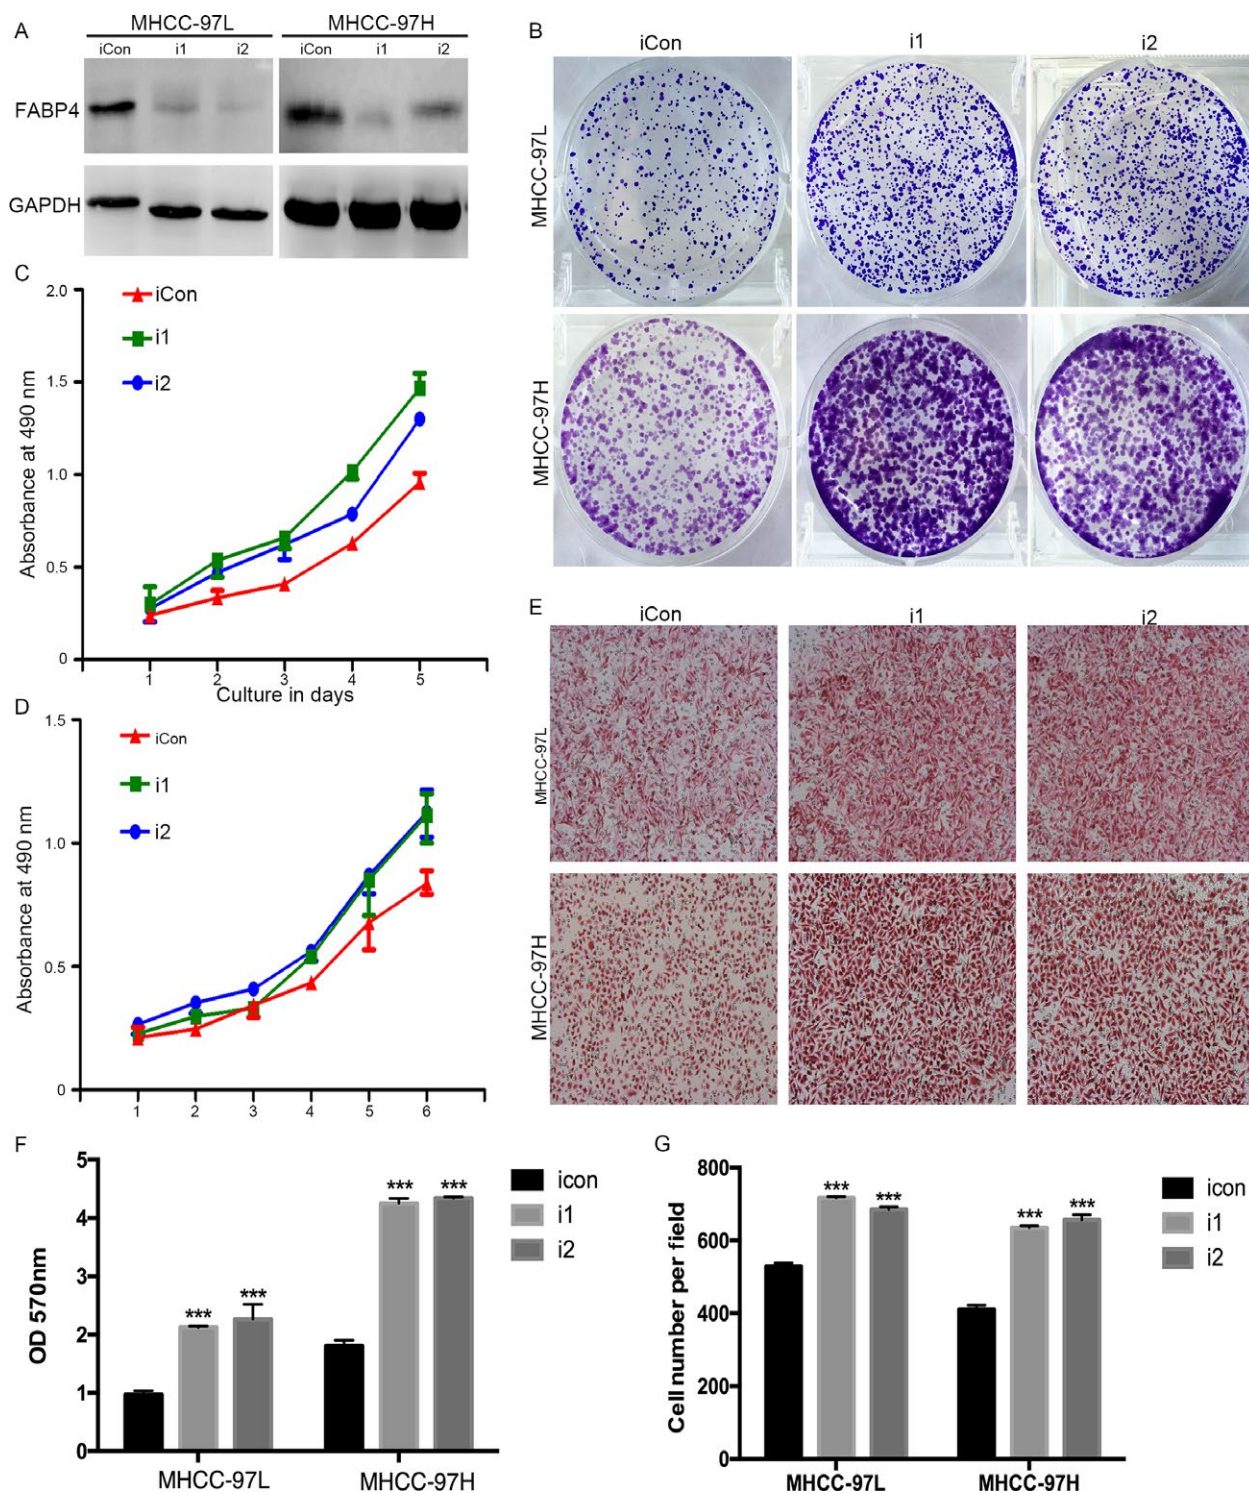 A
MHCC-97L MHCC-97H
iCon i1 i2 iCon i1 i2
FABP4
GAPDH
B
iCon i1 i2
MHCC-97L
MHCC-97H
C
2.0
1.5
1.0
0.5
0
Absorbance at 490 nm
iCon
i1
i2
1 2 3 4 5
Culture in days
D
1.5
1.0
0.5
0
Absorbance at 490 nm
iCon
i1
i2
1 2 3 4 5 6
E
iCon i1 i2
MHCC-97L
MHCC-97H
F
5
4
3
2
1
0
OD 570nm
*** ***
*** ***
icon
i1
i2
MHCC-97L MHCC-97H
G
800
600
400
200
0
Cell number per field
*** ***
*** ***
icon
i1
i2
MHCC-97L MHCC-97H